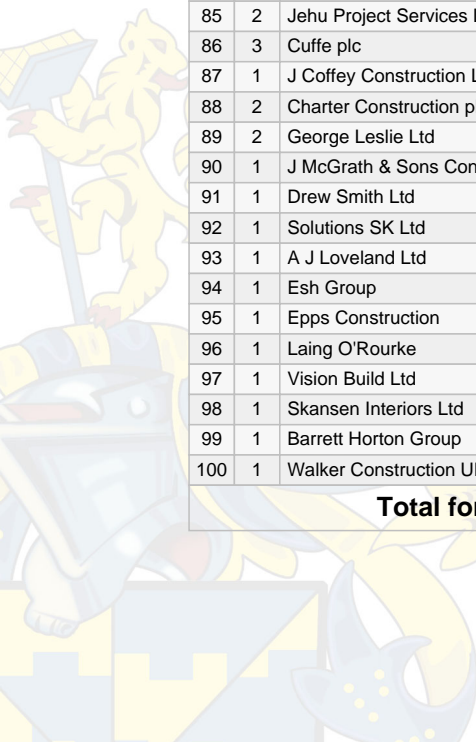 85 2 Jehu Project Services
86 3 Cuffe plc
87 1 J Coffey Construction
88 2 Charter Construction
89 2 George Leslie Ltd
90 1 J McGrath & Sons
91 1 Drew Smith Ltd
92 1 Solutions SK Ltd
93 1 A J Loveland Ltd
94 1 Esh Group
95 1 Epps Construction
96 1 Laing O'Rourke
97 1 Vision Build Ltd
98 1 Skansen Interiors Ltd
99 1 Barrett Horton Group
100 1 Walker Construction
Total